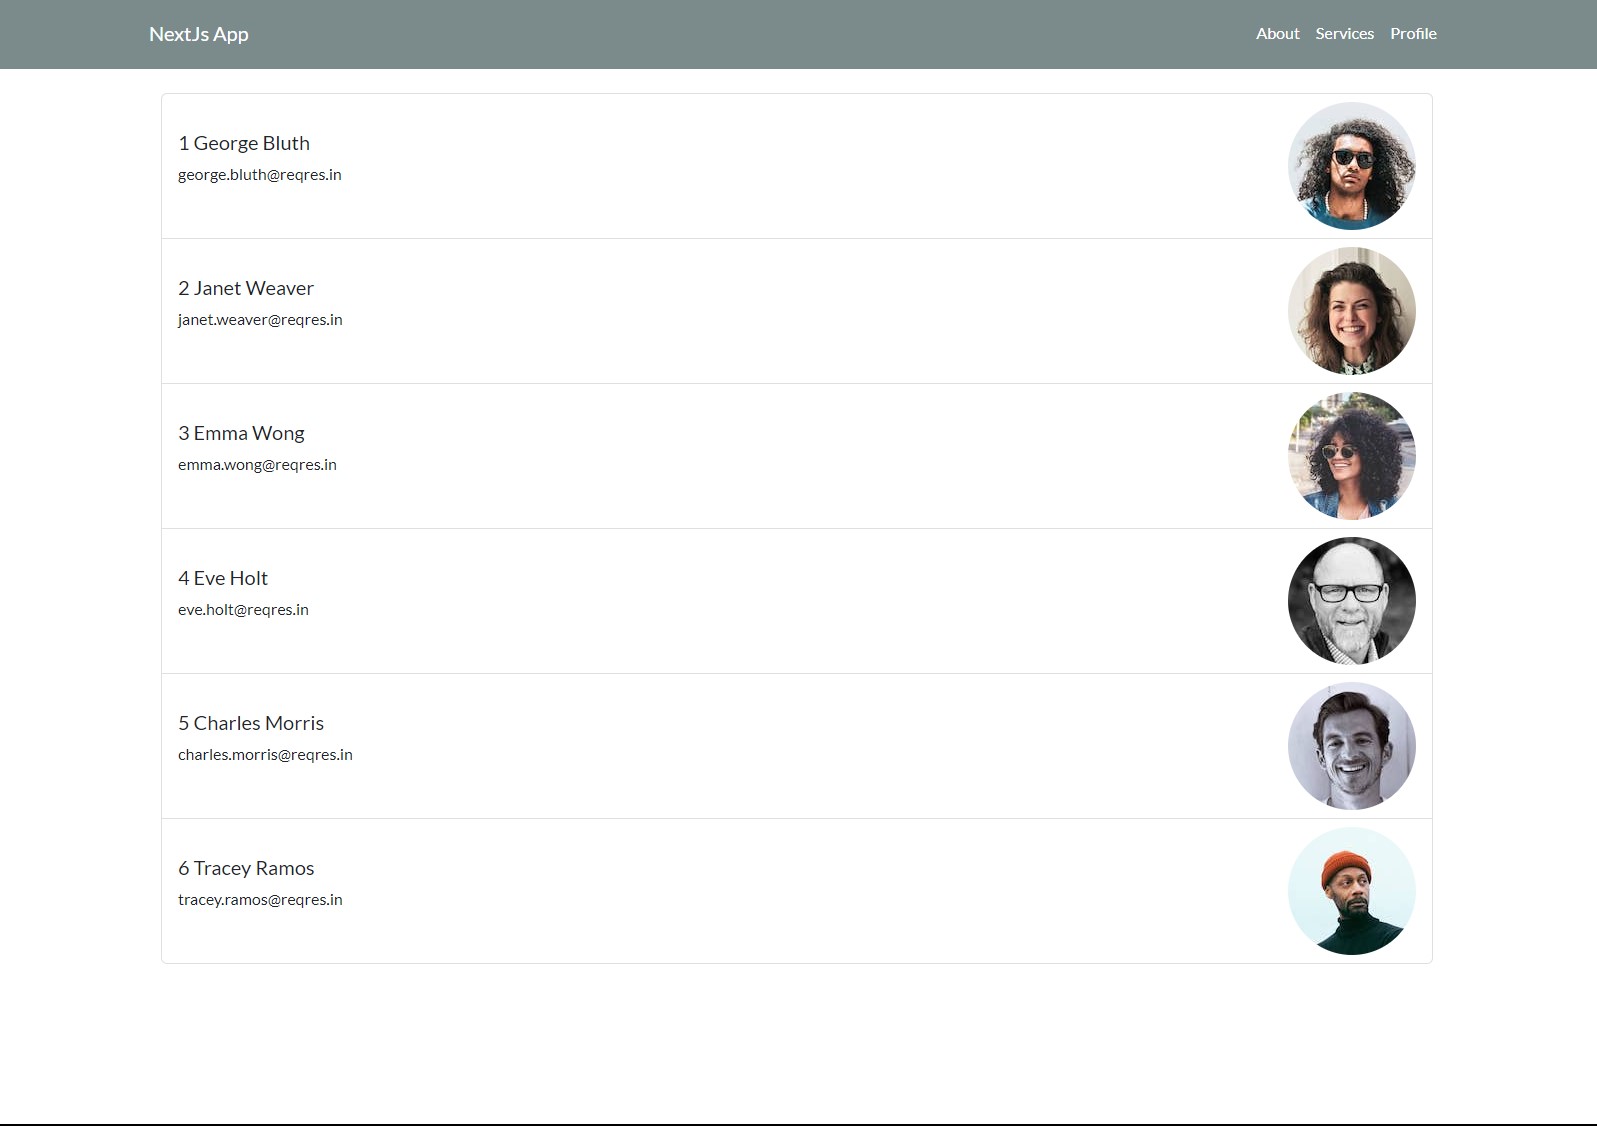 NextJs App
About Services Profile
1 George Bluth
george.bluth@reqres.in
2 Janet Weaver
janet.weaver@reqres.in
3 Emma Wong
emma.wong@reqres.in
4 Eve Holt
eve.holt@reqres.in
5 Charles Morris
charles.morris@reqres.in
6 Tracey Ramos
tracey.ramos@reqres.in